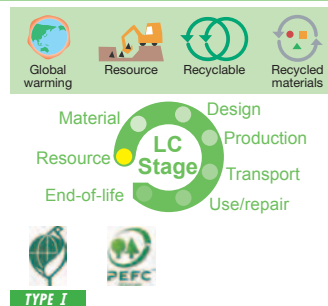 Global
warming
Resource
Recyclable
Recycled
materials
Material
Design
Production
Resource
LC
Stage
Transport
End-of-life
Use/repair
PEFC
TYPE I